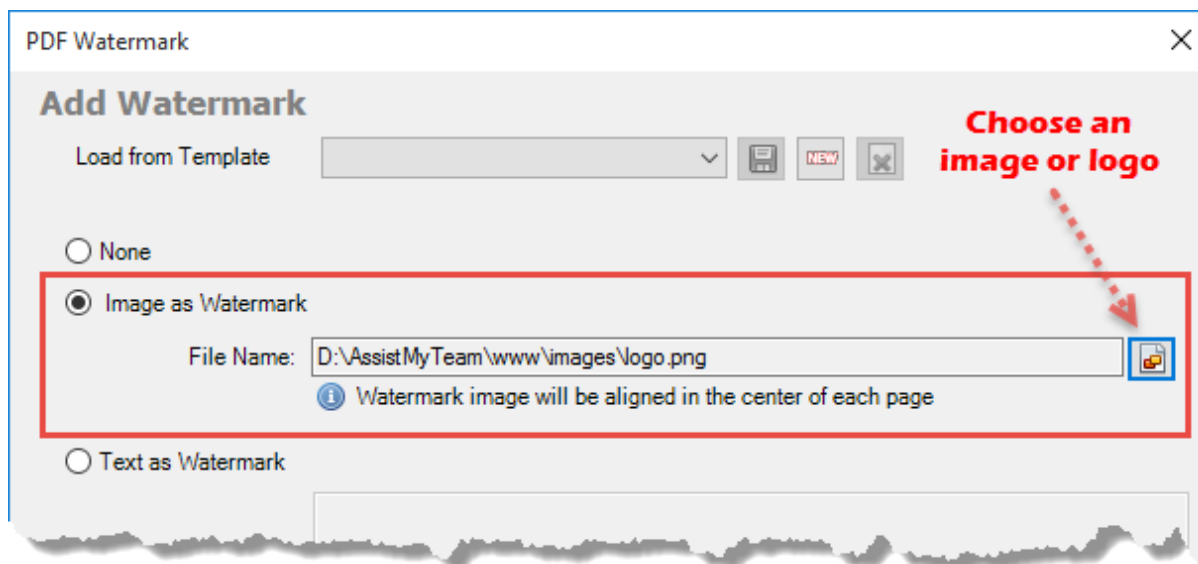 PDF Watermark
Add Watermark
Load from Template
NEW
Choose an
image or logo
None
Image as Watermark
File Name: D:\AssistMyTeam\www\images\logo.png
Watermark image will be aligned in the center of each page
Text as Watermark